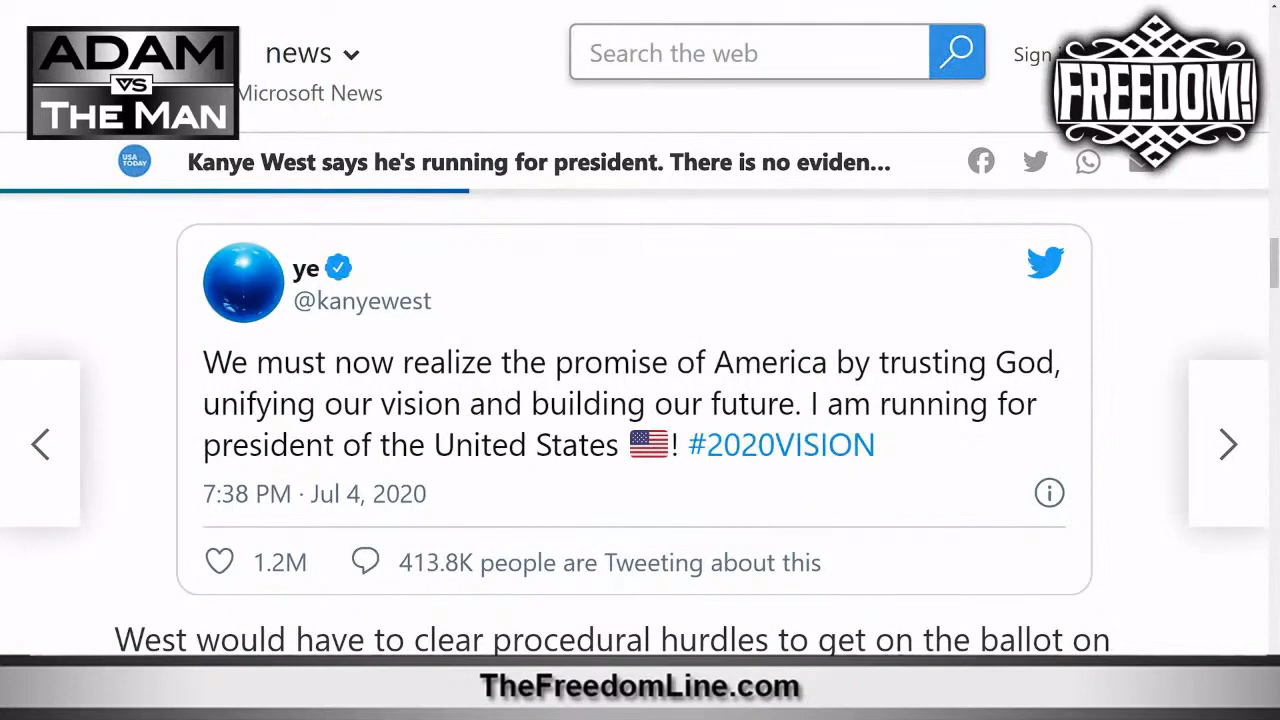 ADAM
VS
THE MAN
news
Microsoft News
Search the web
Sign
FREEDOM!
USA
TODAY
Kanye West says he's running for president. There is no eviden...
ye
@kanyewest
We must now realize the promise of America by trusting God,
unifying our vision and building our future. I am running for
president of the United States 🇺🇸! #2020VISION
7:38 PM · Jul 4, 2020
1.2M
413.8K people are Tweeting about this
West would have to clear procedural hurdles to get on the ballot on
TheFreedomLine.com